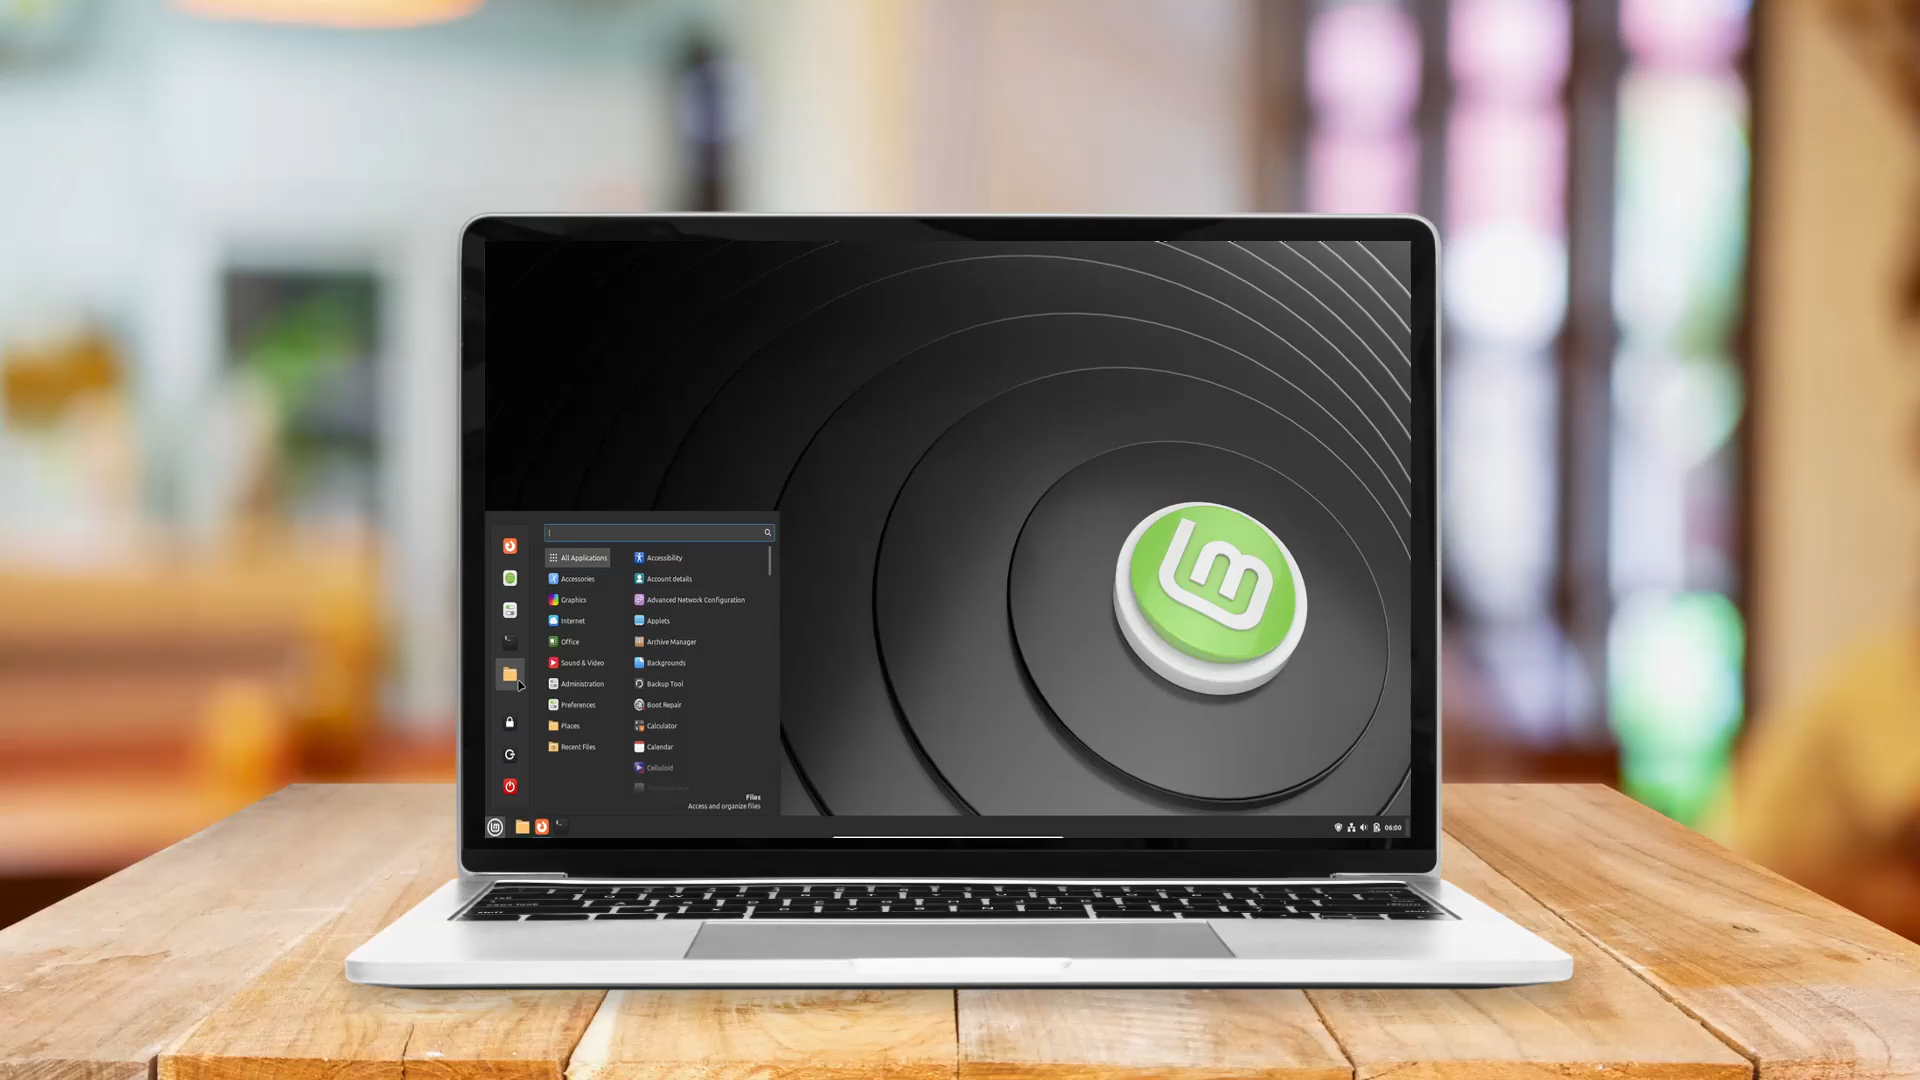 All Applications
Accessories
Graphics
Internet
Office
Sound & Video
Administration
Preferences
Places
Recent Files
Accessibility
Account details
Advanced Network Configuration
Applets
Archive Manager
Backgrounds
Backup Tool
Boot Repair
Calculator
Calendar
Celluloid
Files
Access and organize files
06:00